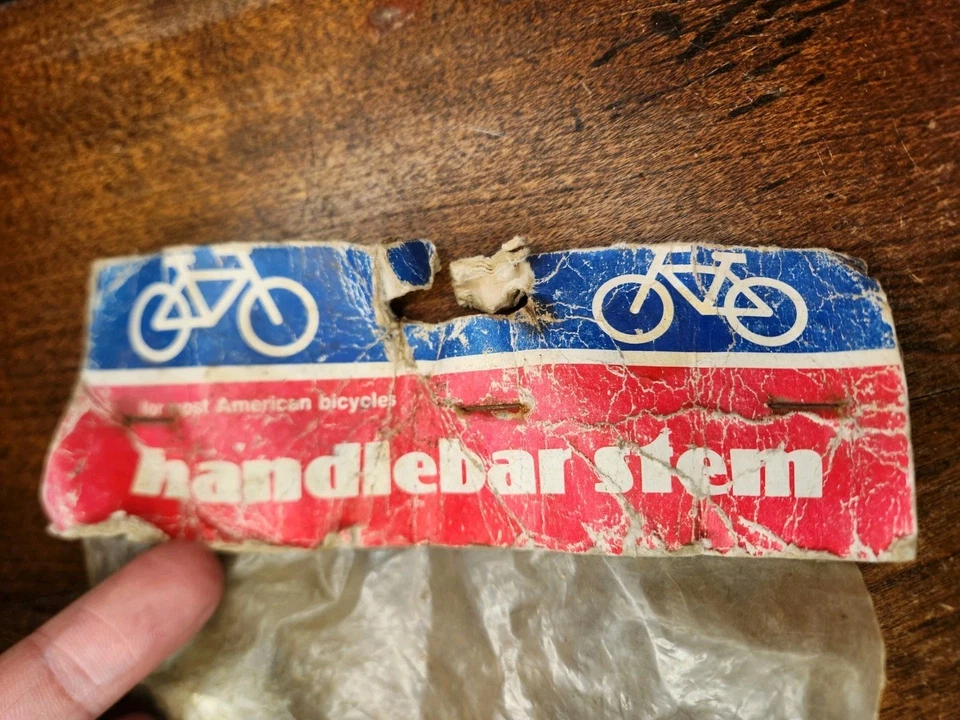 for most American bicycles
handlebar stem